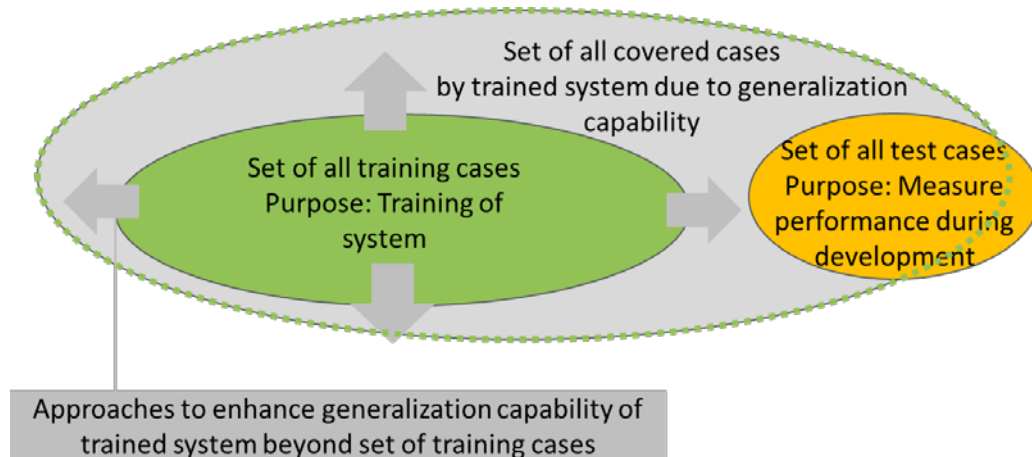 Set of all covered cases
by trained system due to generalization
capability
Set of all training cases
Purpose: Training of
system
Set of all test cases
Purpose: Measure
performance during
development
Approaches to enhance generalization capability of
trained system beyond set of training cases